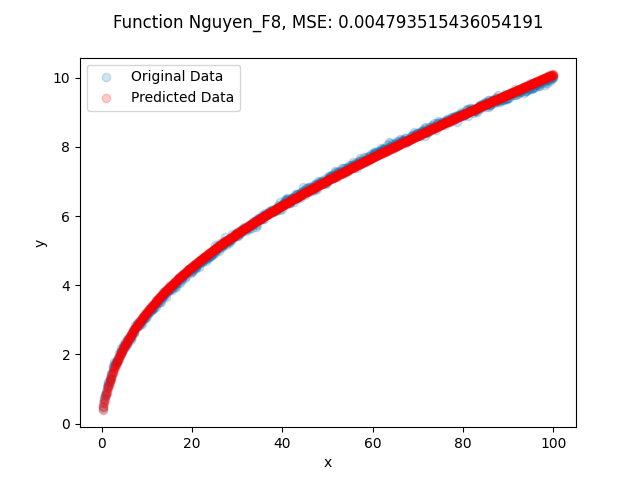 Function Nguyen_F8, MSE: 0.004793515436054191
Original Data
Predicted Data
10
8
6
4
2
0
y
0 20 40 60 80 100
x